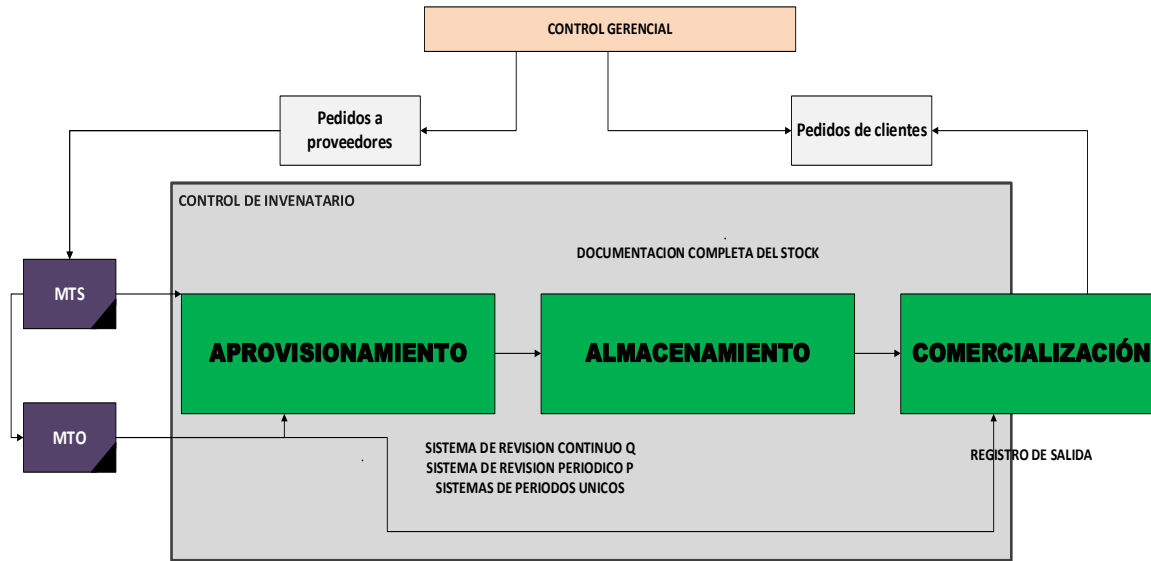 CONTROL GERENCIAL
Pedidos a
proveedores
Pedidos de clientes
CONTROL DE INVENATARIO
DOCUMENTACION COMPLETA DEL STOCK
MTS
APROVISIONAMIENTO
ALMACENAMIENTO
COMERCIALIZACIÓN
MTO
SISTEMA DE REVISION CONTINUO Q
SISTEMA DE REVISION PERIODICO P
SISTEMAS DE PERIODOS UNICOS
REGISTRO DE SALIDA